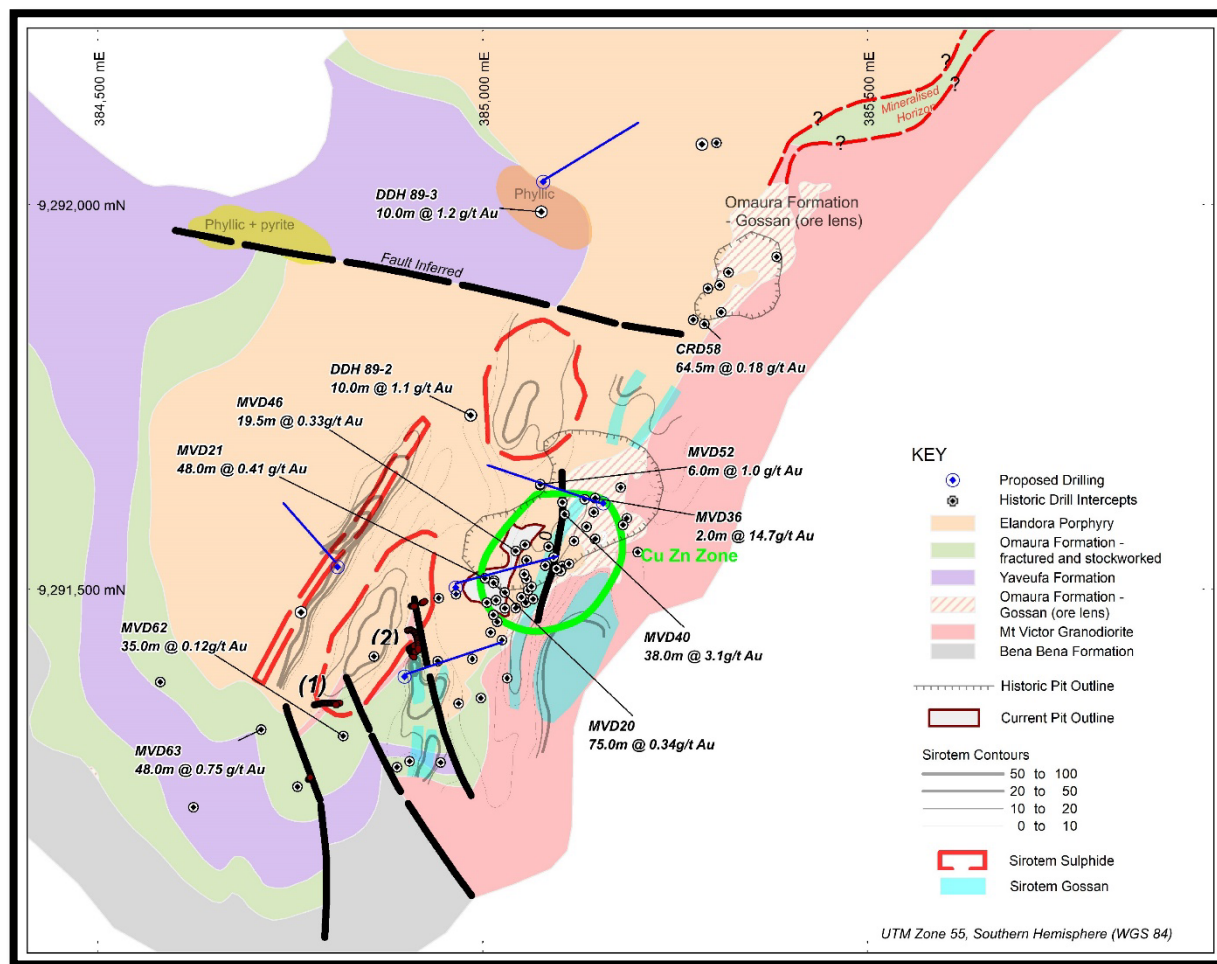 384,500 mE
385,000 mE
385,500 mE
?
?
?
?
Mineralised
Horizon
DDH 89-3
10.0m @ 1.2 g/t Au
Phyllic
9,292,000 mN
Phyllic + pyrite
Omaura Formation
- Gossan (ore lens)
Fault Inferred
CRD58
64.5m @ 0.18 g/t Au
DDH 89-2
10.0m @ 1.1 g/t Au
MVD46
19.5m @ 0.33g/t Au
MVD21
48.0m @ 0.41 g/t Au
MVD52
6.0m @ 1.0 g/t Au
MVD36
2.0m @ 14.7g/t Au
Cu Zn Zone
9,291,500 mN
MVD62
35.0m @ 0.12g/t Au
(2)
(1)
MVD40
38.0m @ 3.1g/t Au
MVD20
75.0m @ 0.34g/t Au
MVD63
48.0m @ 0.75 g/t Au
KEY
Proposed Drilling
Historic Drill Intercepts
Elandora Porphyry
Omaura Formation -
fractured and stockworked
Yaveufa Formation
Omaura Formation -
Gossan (ore lens)
Mt Victor Granodiorite
Bena Bena Formation
Historic Pit Outline
Current Pit Outline
Sirotem Contours
50 to 100
20 to 50
10 to 20
0 to 10
Sirotem Sulphide
Sirotem Gossan
UTM Zone 55, Southern Hemisphere (WGS 84)